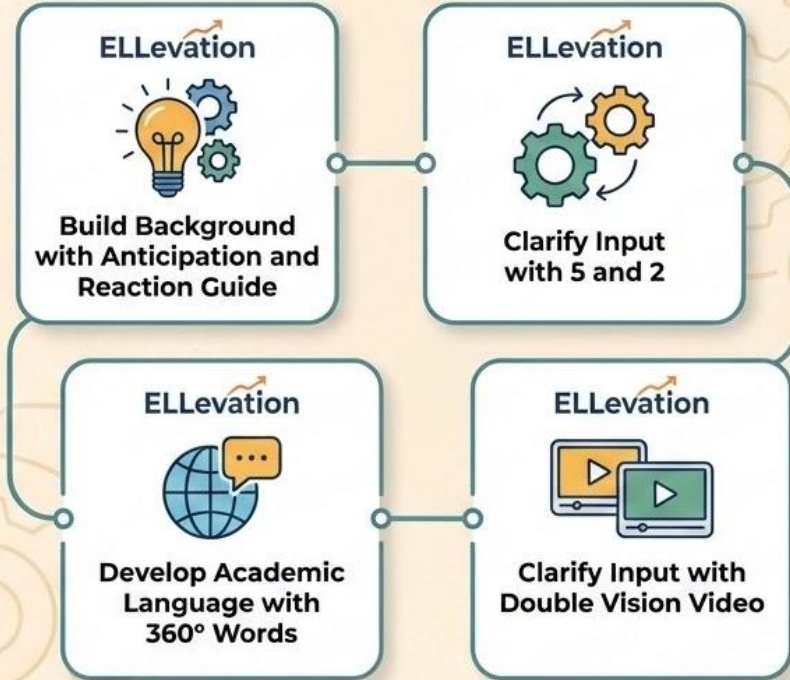 ELLevation
Build Background
with Anticipation and
Reaction Guide
ELLevation
Clarify Input
with 5 and 2
ELLevation
Develop Academic
Language with
360º Words
ELLevation
Clarify Input with
Double Vision Video